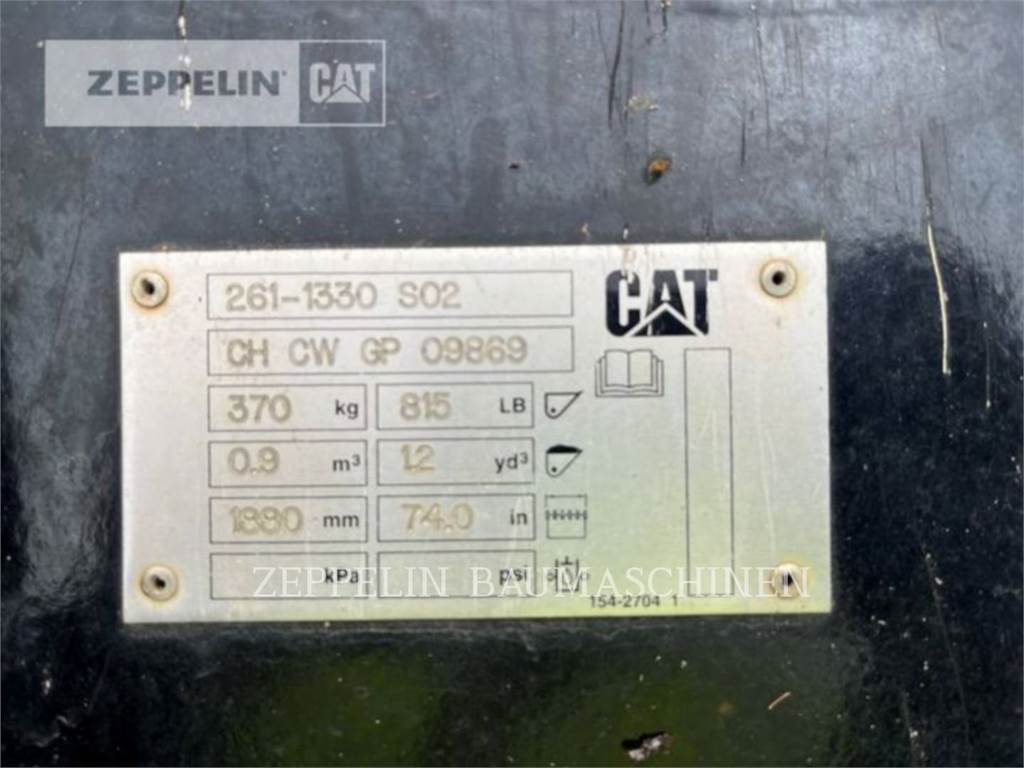 ZEPPELIN CAT
261-1330 S02
CAT
CH CW GP 09869
370 kg 815 LB
0.9 m³ 1.2 yd³
1880 mm 74.0 in
kPa psi
ZEPPELIN BAUMASCHINEN
154-2704 1